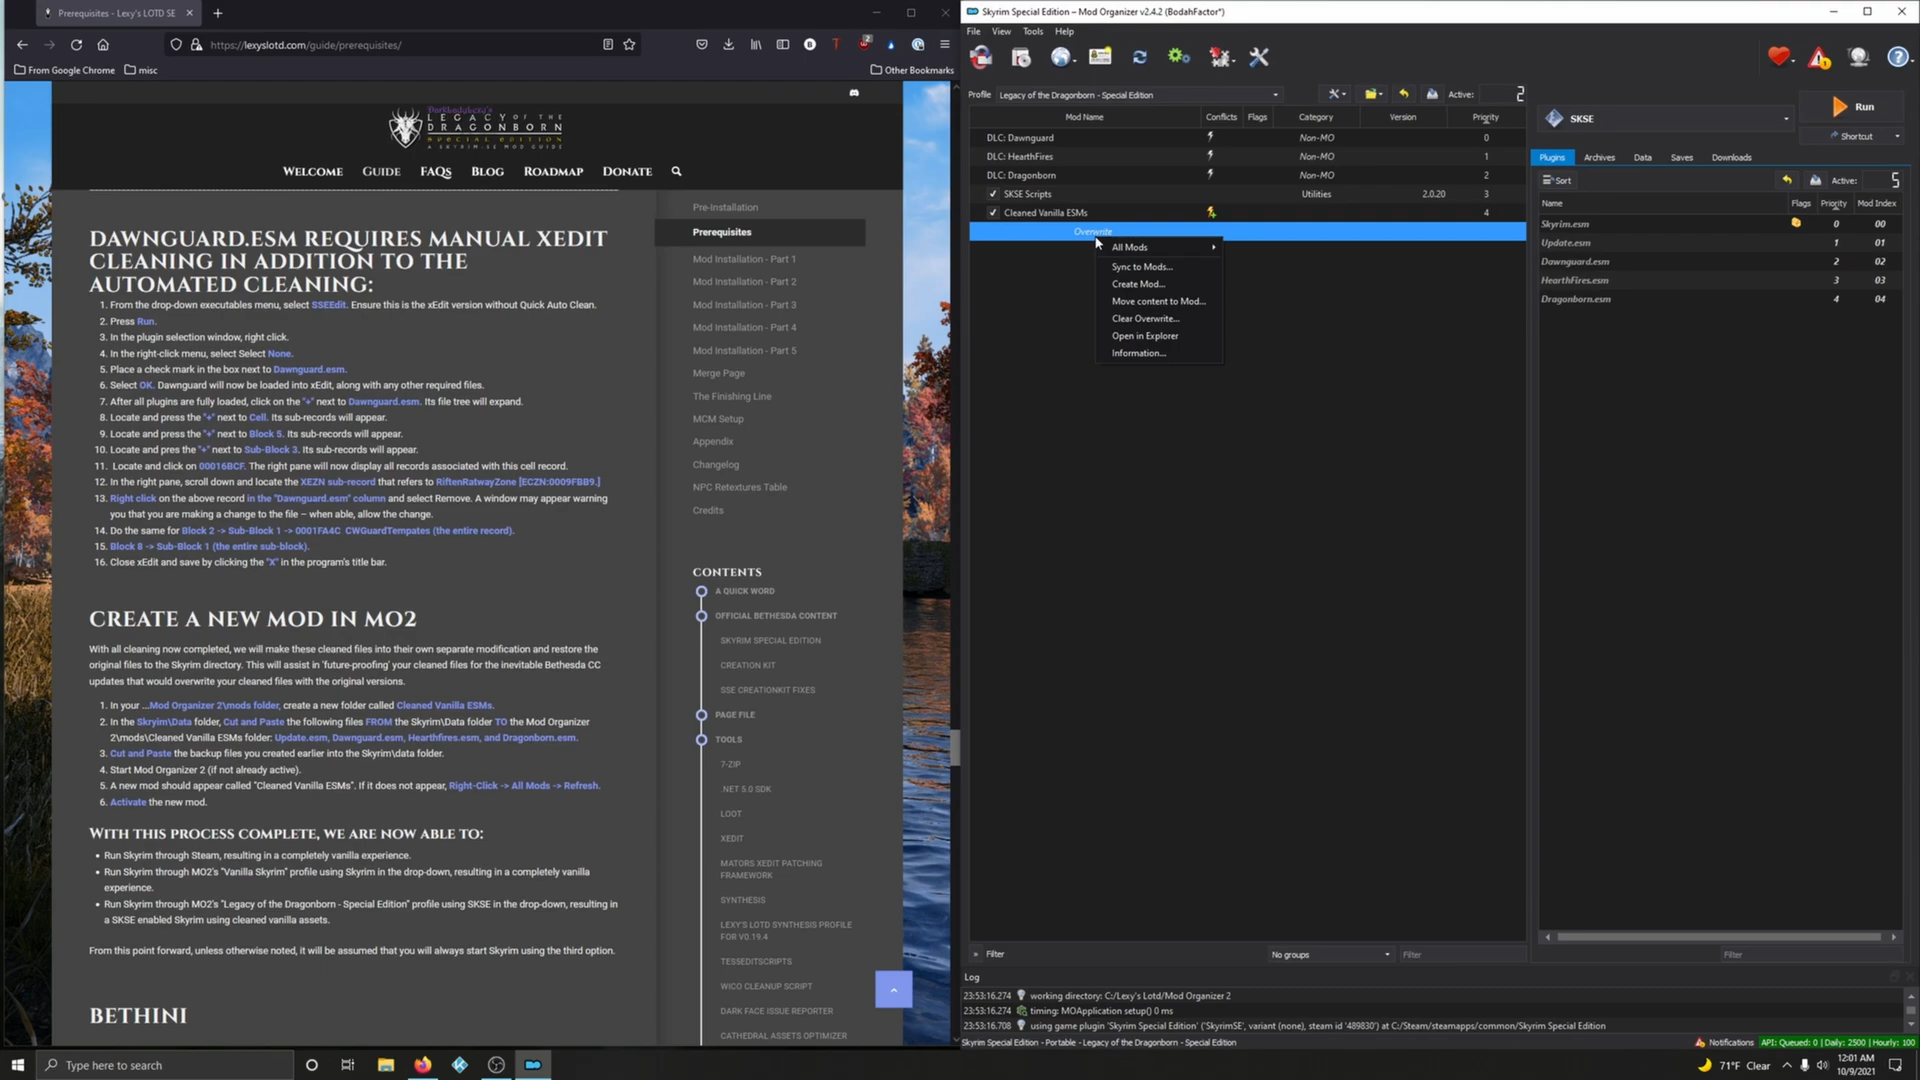 Prerequisites - Lexy's LOTD SE
https://lexyslotd.com/guide/prerequisites/
From Google Chrome
misc
Other Bookmarks
DarkladyLexy's
LEGACY OF THE
DRAGONBORN
SPECIAL EDITION
A SKYRIM-SE MOD GUIDE
WELCOME GUIDE FAQS BLOG ROADMAP DONATE
DAWNGUARD.ESM REQUIRES MANUAL XEDIT
CLEANING IN ADDITION TO THE
AUTOMATED CLEANING:
1. From the drop-down executables menu, select SSEEdit. Ensure this is the xEdit version without Quick Auto Clean.
2. Press Run.
3. In the plugin selection window, right click.
4. In the right-click menu, select Select None.
5. Place a check mark in the box next to Dawnguard.esm.
6. Select OK. Dawnguard will now be loaded into xEdit, along with any other required files.
7. After all plugins are fully loaded, click on the "+" next to Dawnguard.esm. Its file tree will expand.
8. Locate and press the "+" next to Cell. Its sub-records will appear.
9. Locate and press the "+" next to Block 5. Its sub-records will appear.
10. Locate and pres the "+" next to Sub-Block 3. Its sub-records will appear.
11. Locate and click on 00016BCF. The right pane will now display all records associated with this cell record.
12. In the right pane, scroll down and locate the XEZN sub-record that refers to RiftenRatwayZone [ECZN:0009FBB9.]
13. Right click on the above record in the "Dawnguard.esm" column and select Remove. A window may appear warning
you that you are making a change to the file – when able, allow the change.
14. Do the same for Block 2 -> Sub-Block 1 -> 0001FA4C CWGuardTempates (the entire record).
15. Block 8 -> Sub-Block 1 (the entire sub-block).
16. Close xEdit and save by clicking the "X" in the program's title bar.
CREATE A NEW MOD IN MO2
With all cleaning now completed, we will make these cleaned files into their own separate modification and restore the
original files to the Skyrim directory. This will assist in 'future-proofing' your cleaned files for the inevitable Bethesda CC
updates that would overwrite your cleaned files with the original versions.
1. In your ...Mod Organizer 2\mods folder, create a new folder called Cleaned Vanilla ESMs.
2. In the Skryim\Data folder, Cut and Paste the following files FROM the Skyrim\Data folder TO the Mod Organizer
2\mods\Cleaned Vanilla ESMs folder: Update.esm, Dawnguard.esm, Hearthfires.esm, and Dragonborn.esm.
3. Cut and Paste the backup files you created earlier into the Skyrim\data folder.
4. Start Mod Organizer 2 (if not already active).
5. A new mod should appear called "Cleaned Vanilla ESMs". If it does not appear, Right-Click -> All Mods -> Refresh.
6. Activate the new mod.
WITH THIS PROCESS COMPLETE, WE ARE NOW ABLE TO:
• Run Skyrim through Steam, resulting in a completely vanilla experience.
• Run Skyrim through MO2's "Vanilla Skyrim" profile using Skyrim in the drop-down, resulting in a completely vanilla
experience.
• Run Skyrim through MO2's "Legacy of the Dragonborn - Special Edition" profile using SKSE in the drop-down, resulting in
a SKSE enabled Skyrim using cleaned vanilla assets.
From this point forward, unless otherwise noted, it will be assumed that you will always start Skyrim using the third option.
BETHINI
Pre-Installation
Prerequisites
Mod Installation - Part 1
Mod Installation - Part 2
Mod Installation - Part 3
Mod Installation - Part 4
Mod Installation - Part 5
Merge Page
The Finishing Line
MCM Setup
Appendix
Changelog
NPC Retextures Table
Credits
CONTENTS
A QUICK WORD
OFFICIAL BETHESDA CONTENT
SKYRIM SPECIAL EDITION
CREATION KIT
SSE CREATIONKIT FIXES
PAGE FILE
TOOLS
7-ZIP
.NET 5.0 SDK
LOOT
XEDIT
MATORS XEDIT PATCHING
FRAMEWORK
SYNTHESIS
LEXY'S LOTD SYNTHESIS PROFILE
FOR V0.19.4
TES5EDITSCRIPTS
WICO CLEANUP SCRIPT
DARK FACE ISSUE REPORTER
CATHEDRAL ASSETS OPTIMIZER
Skyrim Special Edition – Mod Organizer v2.4.2 (BodahFactor*)
File View Tools Help
Profile Legacy of the Dragonborn - Special Edition Active: 2
Mod Name Conflicts Flags Category Version Priority
DLC: Dawnguard Non-MO 0
DLC: HearthFires Non-MO 1
DLC: Dragonborn Non-MO 2
SKSE Scripts Utilities 2.0.20 3
Cleaned Vanilla ESMs 4
Overwrite
All Mods
Sync to Mods...
Create Mod...
Move content to Mod...
Clear Overwrite...
Open in Explorer
Information...
Filter No groups Filter
SKSE
Run
Shortcut
Plugins Archives Data Saves Downloads
Sort Active: 5
Name Flags Priority Mod Index
Skyrim.esm 0 00
Update.esm 1 01
Dawnguard.esm 2 02
HearthFires.esm 3 03
Dragonborn.esm 4 04
Filter
Log
23:53:16.274 working directory: C:/Lexy's Lotd/Mod Organizer 2
23:53:16.274 timing: MOApplication setup() 0 ms
23:53:16.708 using game plugin 'Skyrim Special Edition' ('SkyrimSE', variant (none), steam id '489830') at C:/Steam/steamapps/common/Skyrim Special Edition
Skyrim Special Edition - Portable - Legacy of the Dragonborn - Special Edition
Notifications API: Queued: 0 | Daily: 2500 | Hourly: 100
Type here to search
71°F Clear
12:01 AM
10/9/2021